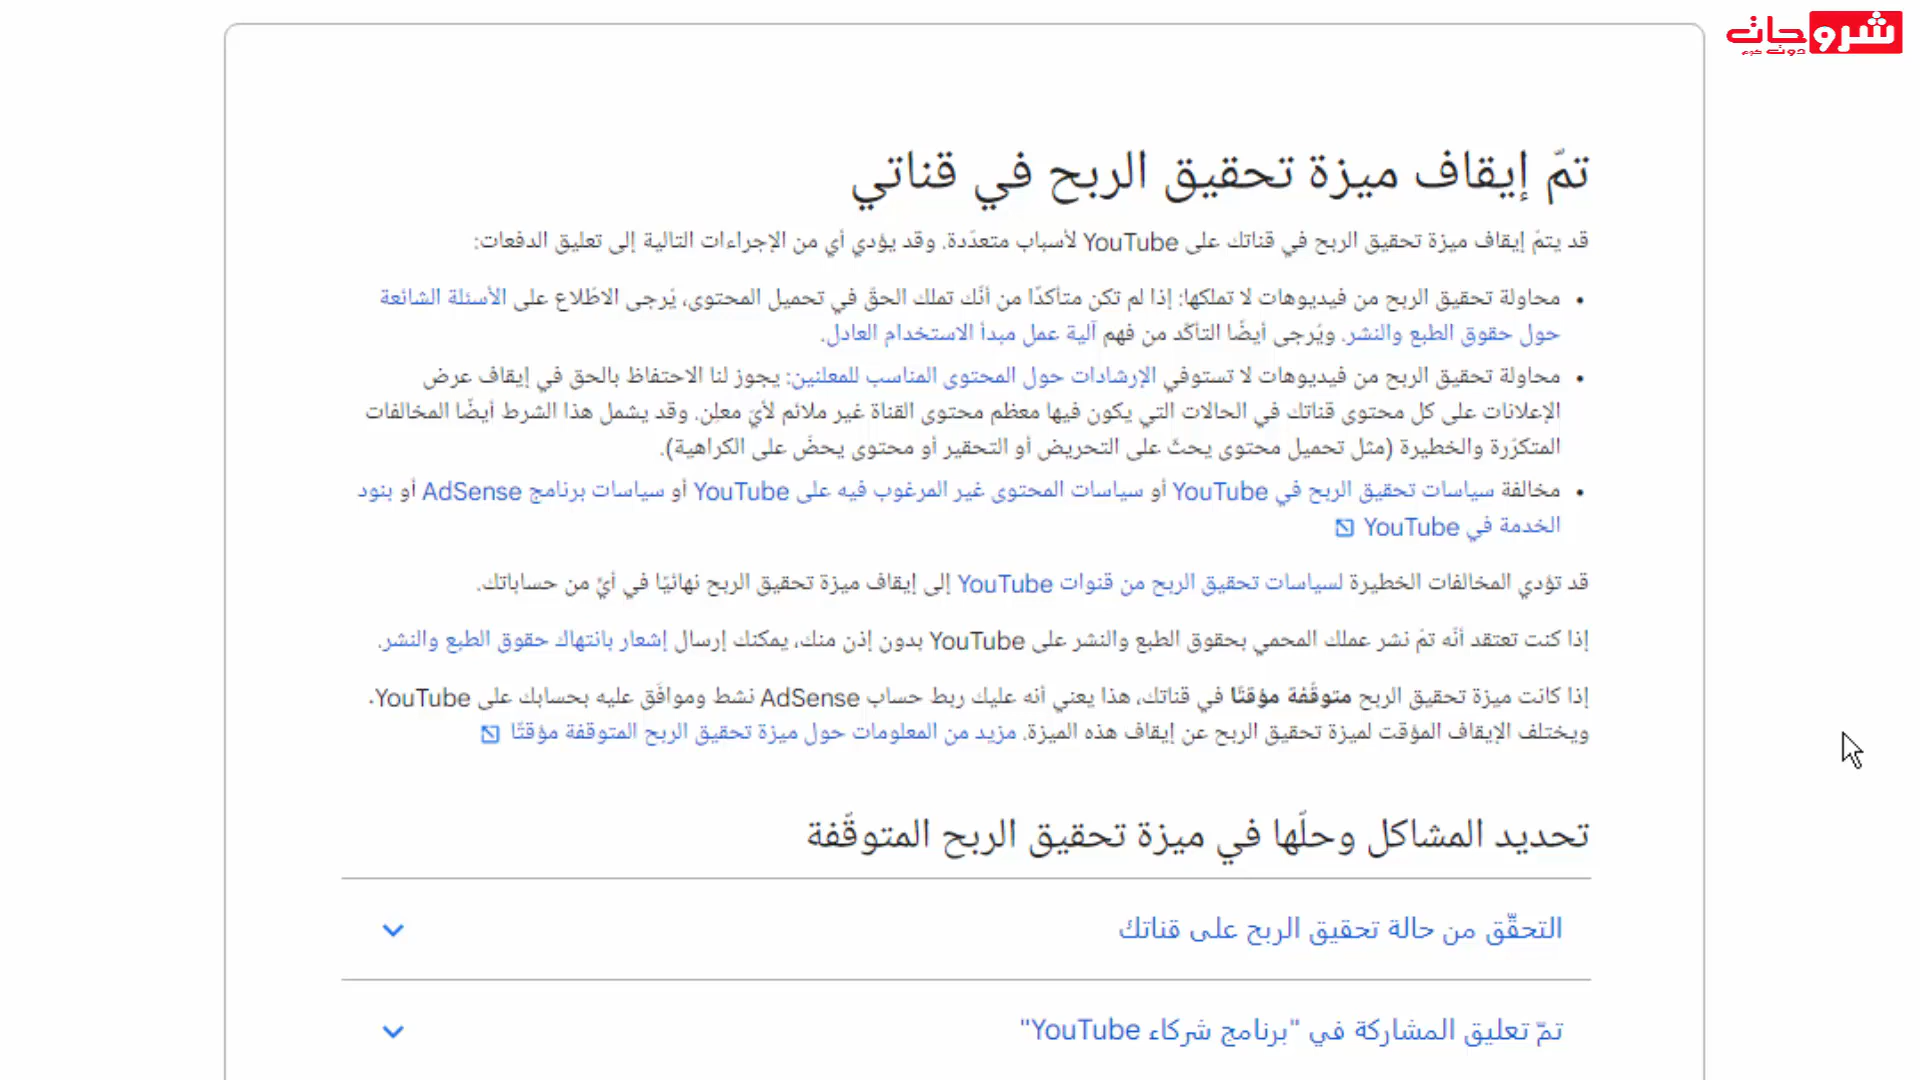 شروحات
دوت كوم
تمّ إيقاف ميزة تحقيق الربح في قناتي
قد يتمّ إيقاف ميزة تحقيق الربح في قناتك على YouTube لأسباب متعدّدة. وقد يؤدي أي من الإجراءات التالية إلى تعليق الدفعات:
• محاولة تحقيق الربح من فيديوهات لا تملكها: إذا لم تكن متأكدًا من أنّك تملك الحقّ في تحميل المحتوى، يُرجى الاطّلاع على الأسئلة الشائعة
حول حقوق الطبع والنشر. ويُرجى أيضًا التأكّد من فهم آلية عمل مبدأ الاستخدام العادل.
• محاولة تحقيق الربح من فيديوهات لا تستوفي الإرشادات حول المحتوى المناسب للمعلنين: يجوز لنا الاحتفاظ بالحق في إيقاف عرض
الإعلانات على كل محتوى قناتك في الحالات التي يكون فيها معظم محتوى القناة غير ملائم لأيّ معلِن. وقد يشمل هذا الشرط أيضًا المخالفات
المتكرّرة والخطيرة (مثل تحميل محتوى يحثّ على التحريض أو التحقير أو محتوى يحضّ على الكراهية).
• مخالفة سياسات تحقيق الربح في YouTube أو سياسات المحتوى غير المرغوب فيه على YouTube أو سياسات برنامج AdSense أو بنود
الخدمة في YouTube
قد تؤدي المخالفات الخطيرة لسياسات تحقيق الربح من قنوات YouTube إلى إيقاف ميزة تحقيق الربح نهائيًا في أيٍّ من حساباتك.
إذا كنت تعتقد أنّه تمّ نشر عملك المحمي بحقوق الطبع والنشر على YouTube بدون إذن منك، يمكنك إرسال إشعار بانتهاك حقوق الطبع والنشر.
إذا كانت ميزة تحقيق الربح متوقّفة مؤقتًا في قناتك، هذا يعني أنه عليك ربط حساب AdSense نشط وموافَق عليه بحسابك على YouTube.
ويختلف الإيقاف المؤقت لميزة تحقيق الربح عن إيقاف هذه الميزة. مزيد من المعلومات حول ميزة تحقيق الربح المتوقفة مؤقتًا
تحديد المشاكل وحلّها في ميزة تحقيق الربح المتوقّفة
التحقّق من حالة تحقيق الربح على قناتك
تمّ تعليق المشاركة في "برنامج شركاء YouTube"